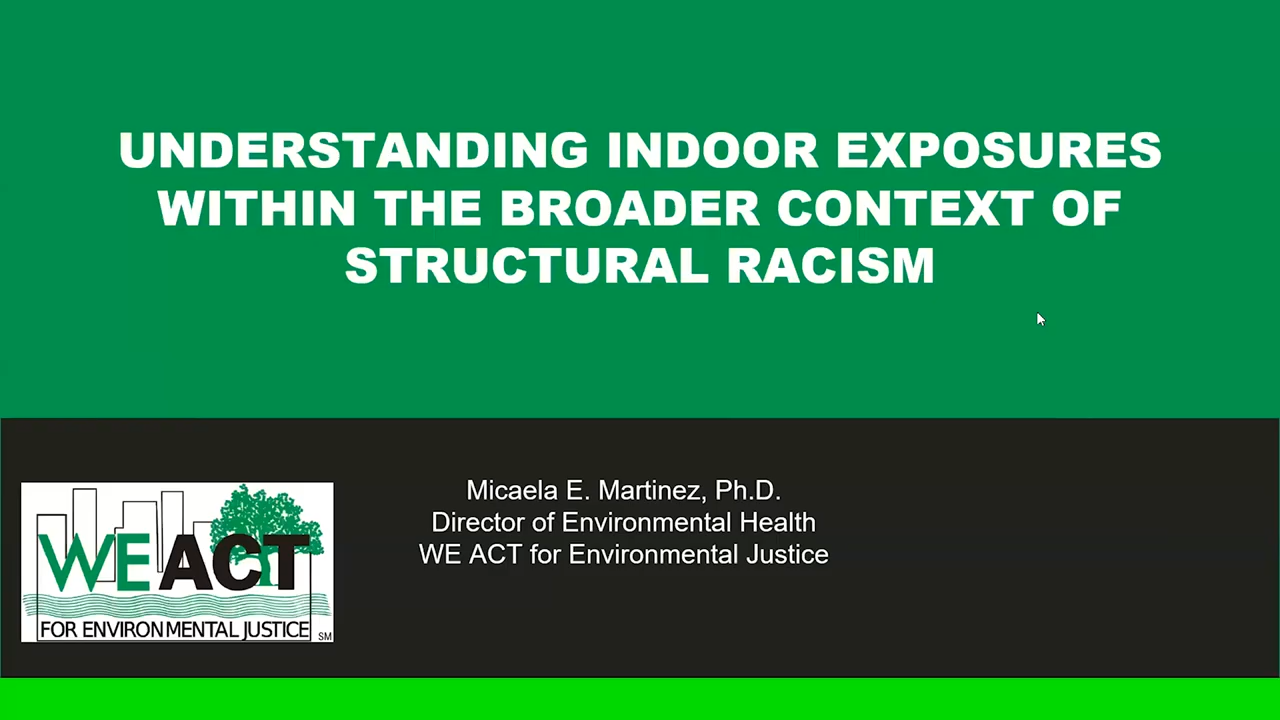 UNDERSTANDING INDOOR EXPOSURES
WITHIN THE BROADER CONTEXT OF
STRUCTURAL RACISM
Micaela E. Martinez, Ph.D.
Director of Environmental Health
WE ACT for Environmental Justice
WE ACT
FOR ENVIRONMENTAL JUSTICE SM